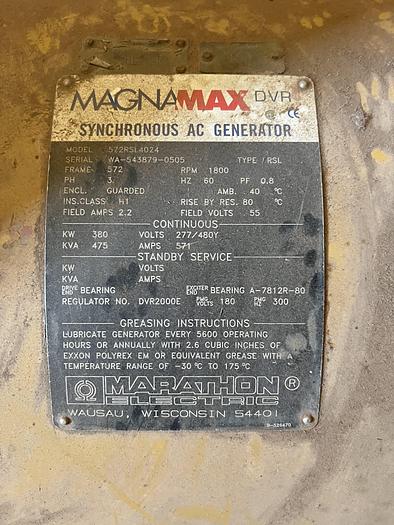 MAGNAMAX DVR
CE
SYNCHRONOUS AC GENERATOR
MODEL 572RSL4024
SERIAL WA-543879-0505 TYPE/RSL
FRAME 572 RPM 1800
PH 3 HZ 60 PF 0.8
ENCL. GUARDED AMB. 40 °C
INS.CLASS H1 RISE BY RES. 80 °C
FIELD AMPS 2.2 FIELD VOLTS 55
CONTINUOUS
KW 380 VOLTS 277/480Y
KVA 475 AMPS 571
STANDBY SERVICE
KW VOLTS
KVA AMPS
DRIVE END BEARING EXCITER END BEARING A-7812R-80
REGULATOR NO. DVR2000E PMG VOLTS 180 PMG HZ 300
GREASING INSTRUCTIONS
LUBRICATE GENERATOR EVERY 5600 OPERATING
HOURS OR ANNUALLY WITH 2.6 CUBIC INCHES OF
EXXON POLYREX EM OR EQUIVALENT GREASE WITH A
TEMPERATURE RANGE OF -30°C TO 175°C
MARATHON ®
ELECTRIC
WAUSAU, WISCONSIN 54401